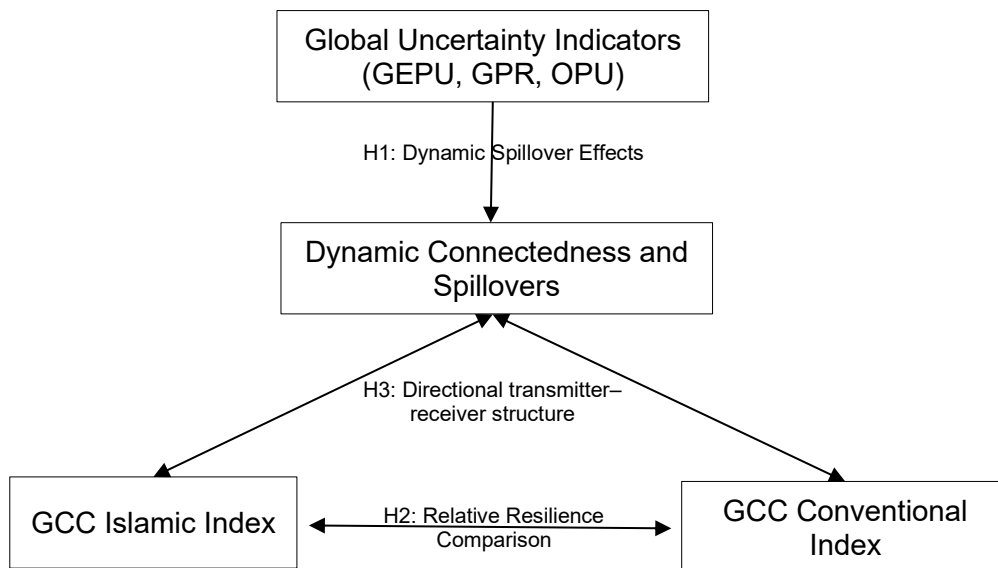 Global Uncertainty Indicators
(GEPU, GPR, OPU)
H1: Dynamic Spillover Effects
Dynamic Connectedness and
Spillovers
H3: Directional transmitter–
receiver structure
GCC Islamic Index
H2: Relative Resilience
Comparison
GCC Conventional
Index